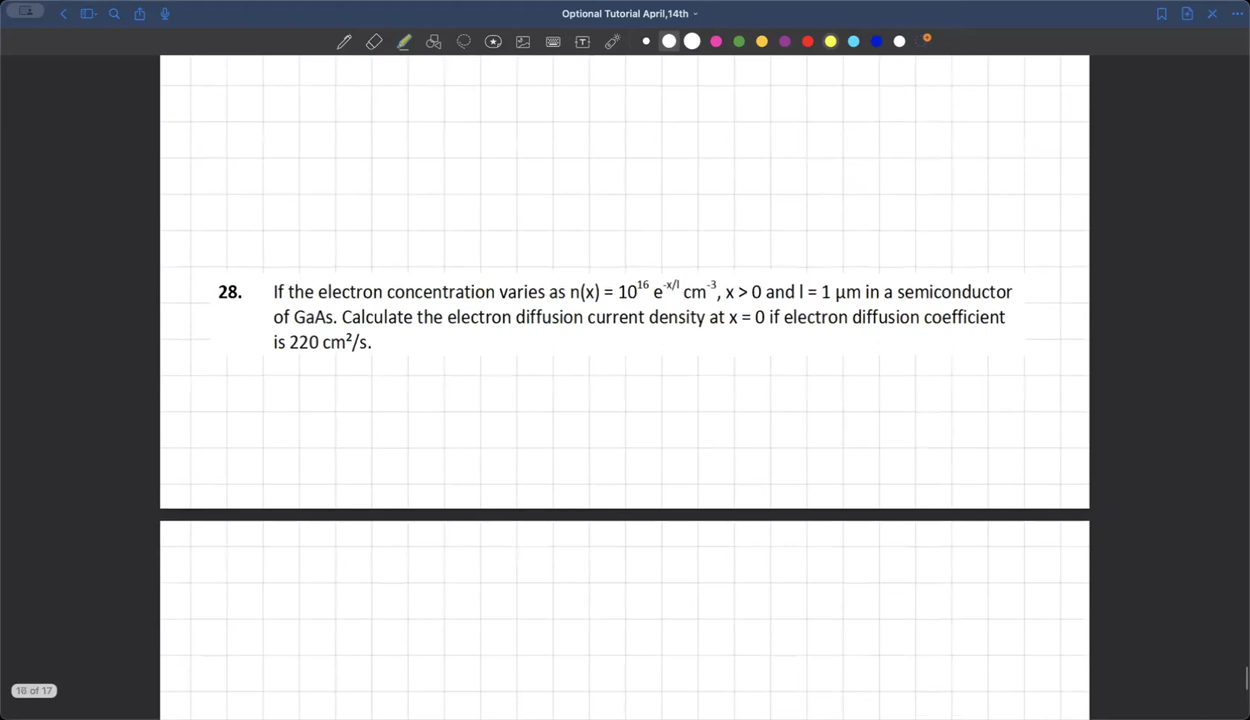 Optional Tutorial April,14th
28. If the electron concentration varies as n(x) = 10¹⁶ e⁻ˣ/ˡ cm⁻³, x > 0 and l = 1 μm in a semiconductor
of GaAs. Calculate the electron diffusion current density at x = 0 if electron diffusion coefficient
is 220 cm²/s.
16 of 17